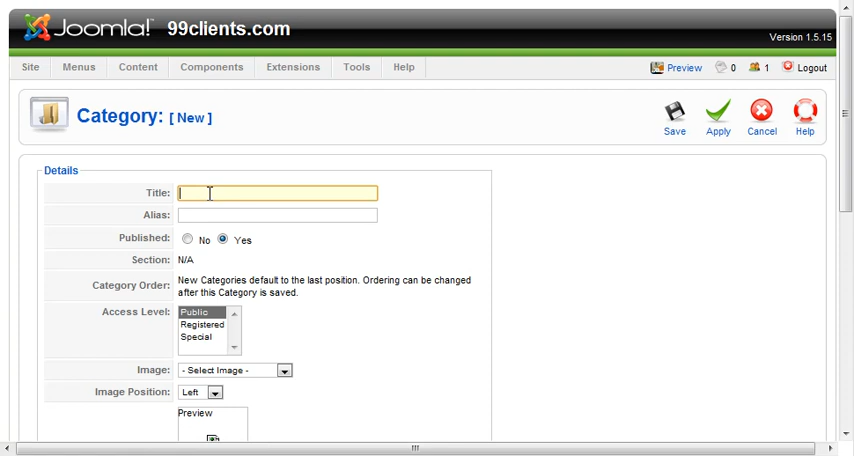 Joomla! 99clients.com
Version 1.5.15
Site Menus Content Components Extensions Tools Help Preview 0 1 Logout
Category: [ New ]
Save Apply Cancel Help
Details
Title:
Alias:
Published: No Yes
Section: N/A
Category Order: New Categories default to the last position. Ordering can be changed
after this Category is saved.
Access Level: Public
Registered
Special
Image: - Select Image -
Image Position: Left
Preview